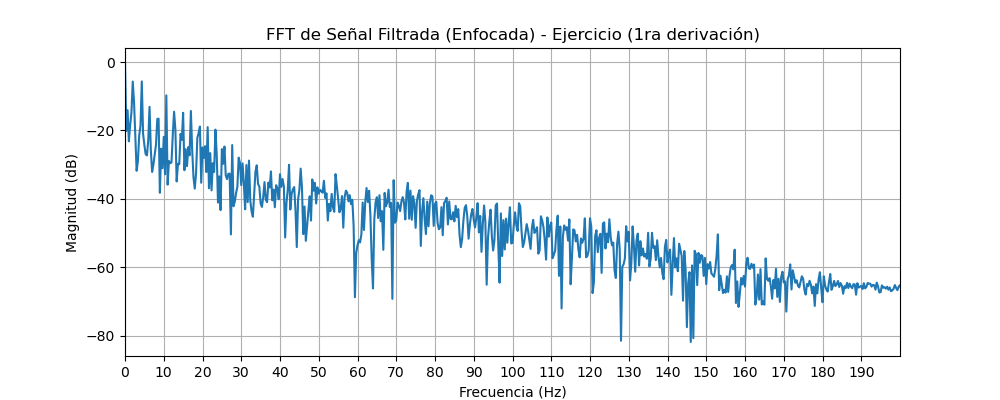 FFT de Señal Filtrada (Enfocada) - Ejercicio (1ra derivación)
0
−20
−40
−60
−80
Magnitud (dB)
0 10 20 30 40 50 60 70 80 90 100 110 120 130 140 150 160 170 180 190
Frecuencia (Hz)